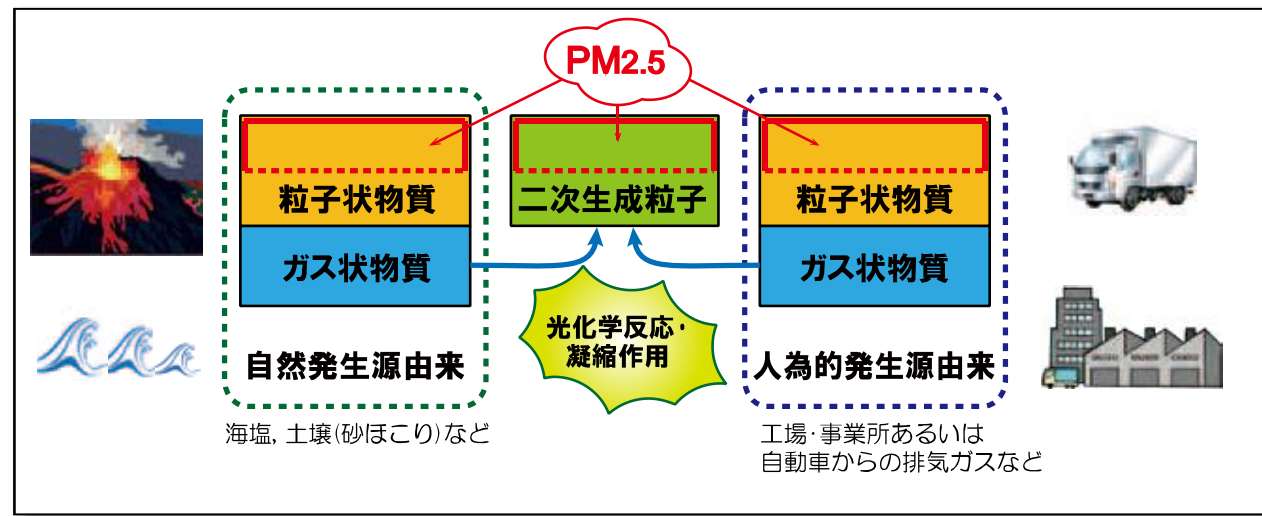 PM2.5
粒子状物質
ガス状物質
自然発生源由来
海塩, 土壌(砂ほこり)など
二次生成粒子
光化学反応・
凝縮作用
粒子状物質
ガス状物質
人為的発生源由来
工場・事業所あるいは
自動車からの排気ガスなど